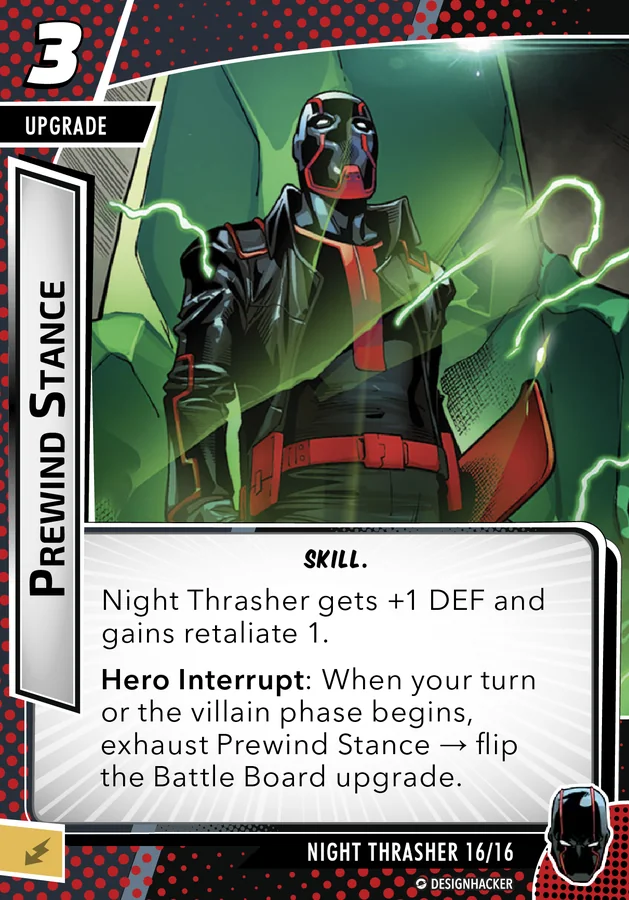 3
UPGRADE
PREWIND STANCE
SKILL.
Night Thrasher gets +1 DEF and
gains retaliate 1.
Hero Interrupt: When your turn
or the villain phase begins,
exhaust Prewind Stance → flip
the Battle Board upgrade.
NIGHT THRASHER 16/16
DESIGNHACKER